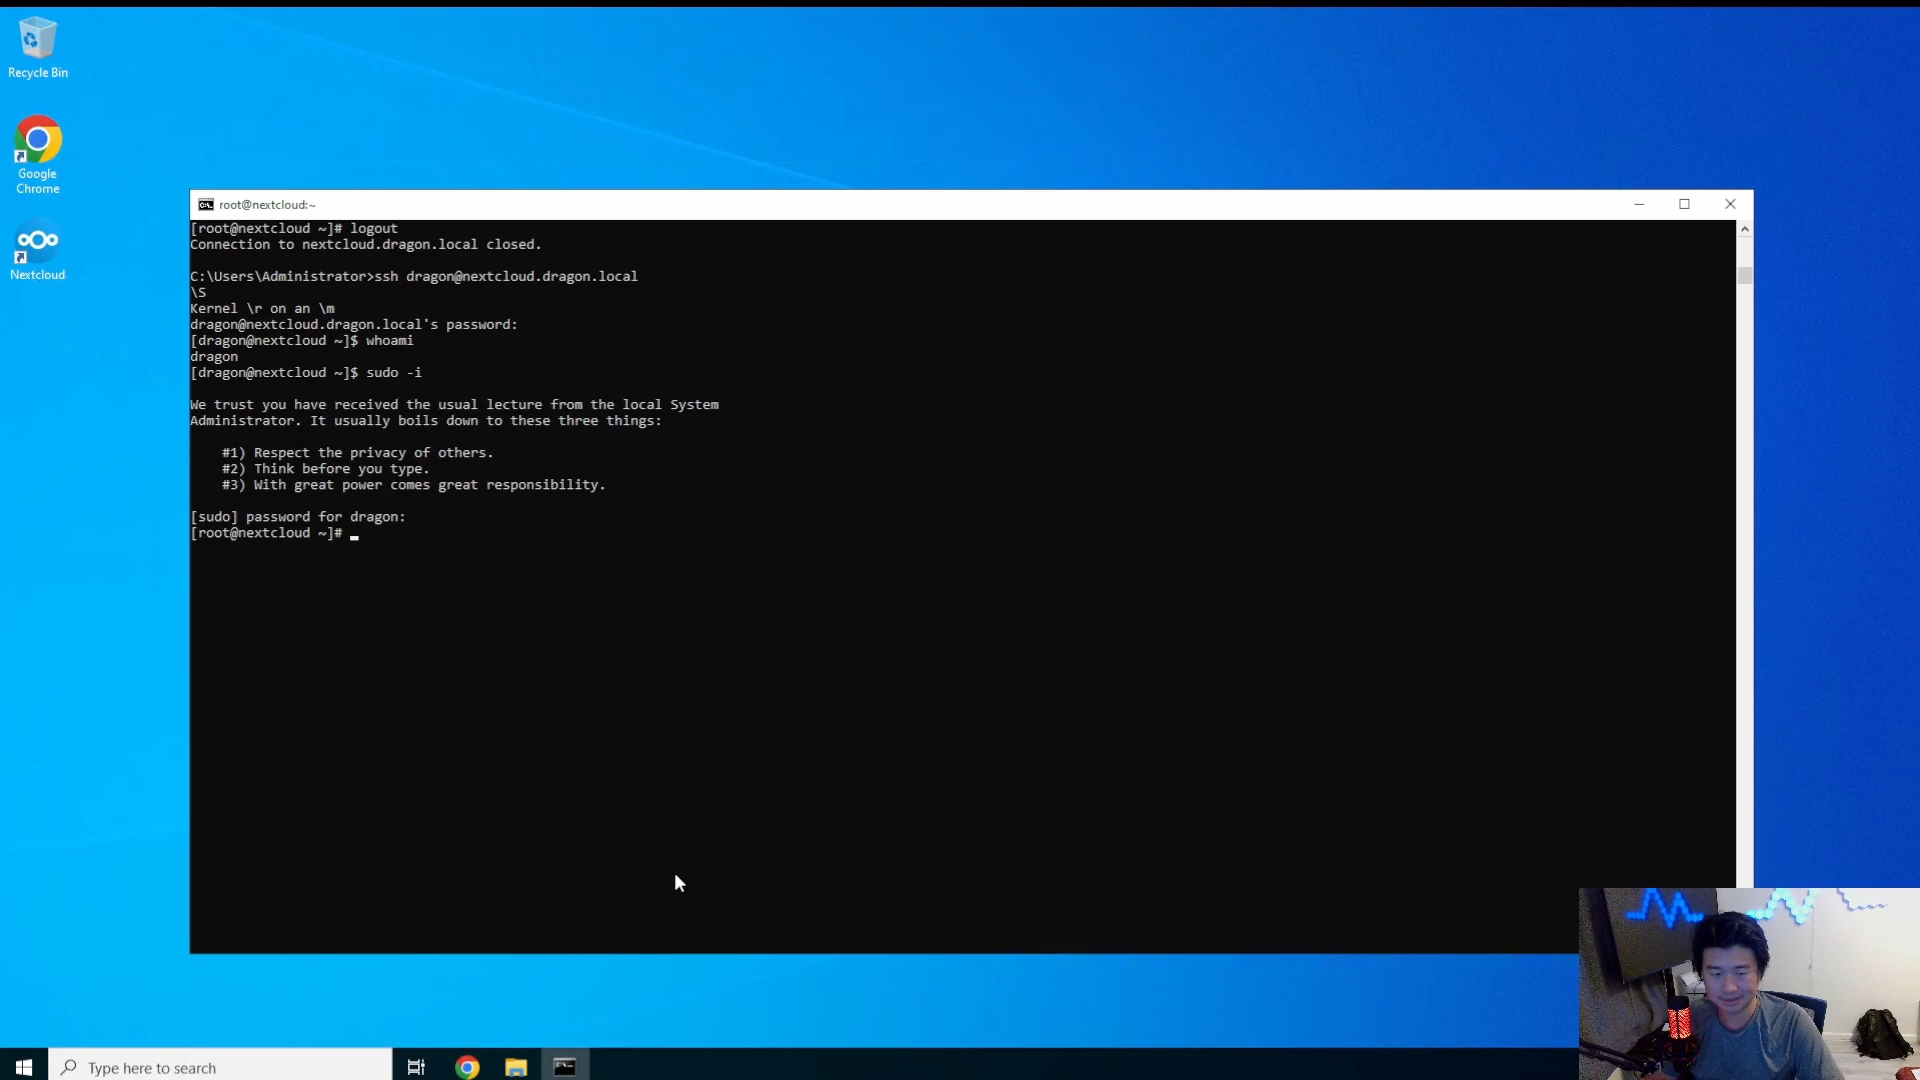 Recycle Bin
Google
Chrome
Nextcloud
root@nextcloud:~
[root@nextcloud ~]# logout
Connection to nextcloud.dragon.local closed.
C:\Users\Administrator>ssh dragon@nextcloud.dragon.local
\S
Kernel \r on an \m
dragon@nextcloud.dragon.local's password:
[dragon@nextcloud ~]$ whoami
dragon
[dragon@nextcloud ~]$ sudo -i
We trust you have received the usual lecture from the local System
Administrator. It usually boils down to these three things:
#1) Respect the privacy of others.
#2) Think before you type.
#3) With great power comes great responsibility.
[sudo] password for dragon:
[root@nextcloud ~]# _
Type here to search